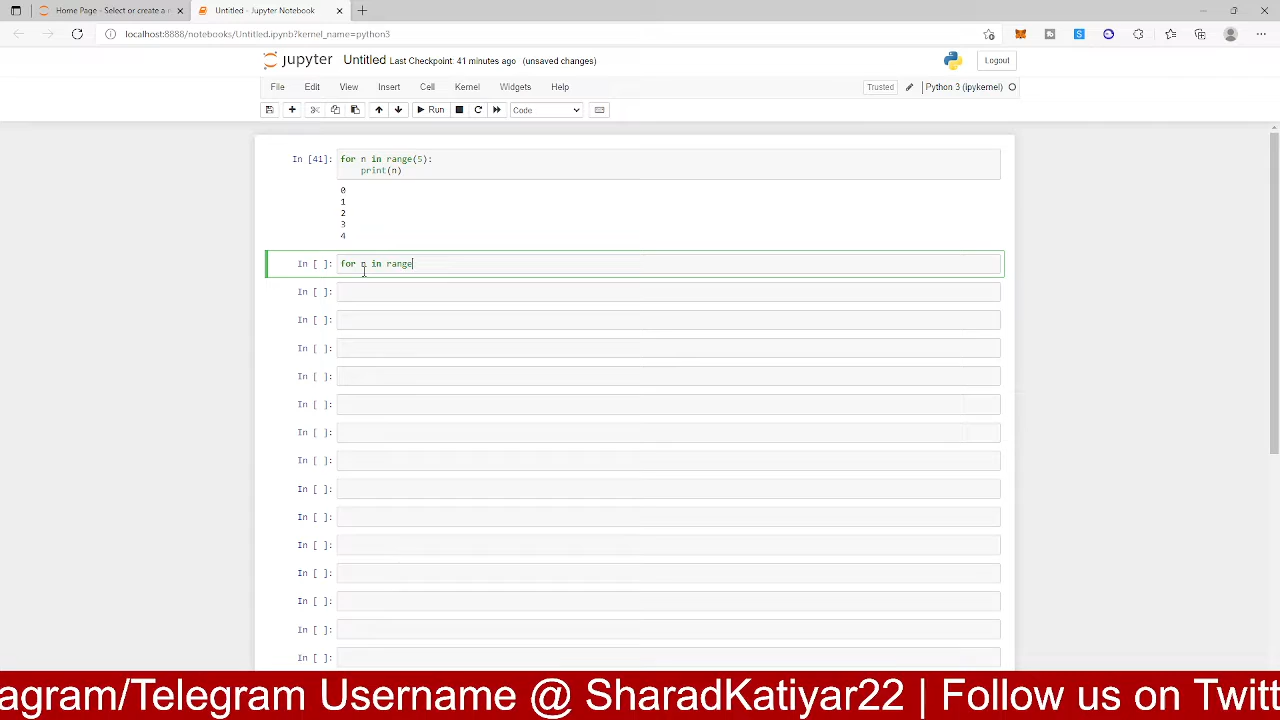 Home Page - Select or create a n
Untitled - Jupyter Notebook
localhost:8888/notebooks/Untitled.ipynb?kernel_name=python3
jupyter Untitled Last Checkpoint 41 minutes ago (unsaved changes)
Logout
File Edit View Insert Cell Kernel Widgets Help
Trusted Python 3 (ipykernel)
Run Code
In [41]: for n in range(5):
print(n)
0
1
2
3
4
In [ ]: for n in range
In [ ]:
In [ ]:
In [ ]:
In [ ]:
In [ ]:
In [ ]:
In [ ]:
In [ ]:
In [ ]:
In [ ]:
In [ ]:
In [ ]:
In [ ]:
In [ ]:
agram/Telegram Username @ SharadKatiyar22 | Follow us on Twitt